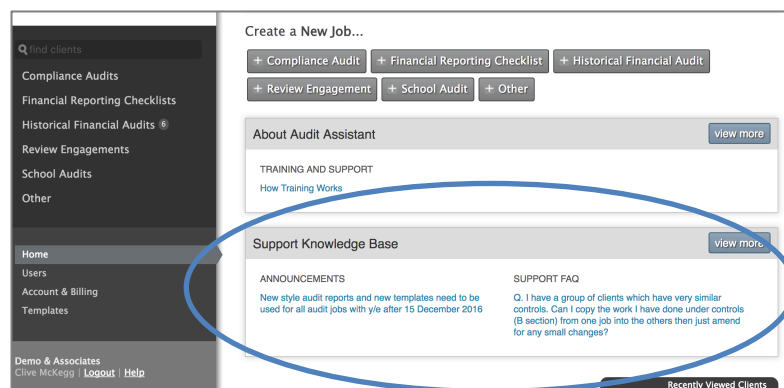 find clients
Compliance Audits
Financial Reporting Checklists
Historical Financial Audits 6
Review Engagements
School Audits
Other
Home
Users
Account & Billing
Templates
Demo & Associates
Clive McKegg | Logout | Help
Create a New Job...
+ Compliance Audit + Financial Reporting Checklist + Historical Financial Audit
+ Review Engagement + School Audit + Other
About Audit Assistant view more
TRAINING AND SUPPORT
How Training Works
Support Knowledge Base view more
ANNOUNCEMENTS
New style audit reports and new templates need to be
used for all audit jobs with y/e after 15 December 2016
SUPPORT FAQ
Q. I have a group of clients which have very similar
controls. Can I copy the work I have done under controls
(B section) from one job into the others then just amend
for any small changes?
Recently Viewed Clients